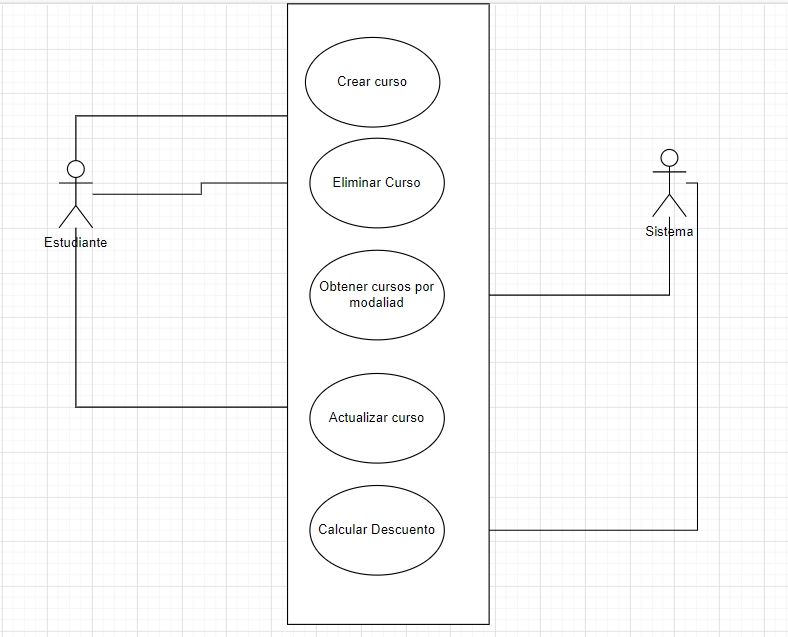 Crear curso
Eliminar Curso
Estudiante
Sistema
Obtener cursos por
modaliad
Actualizar curso
Calcular Descuento